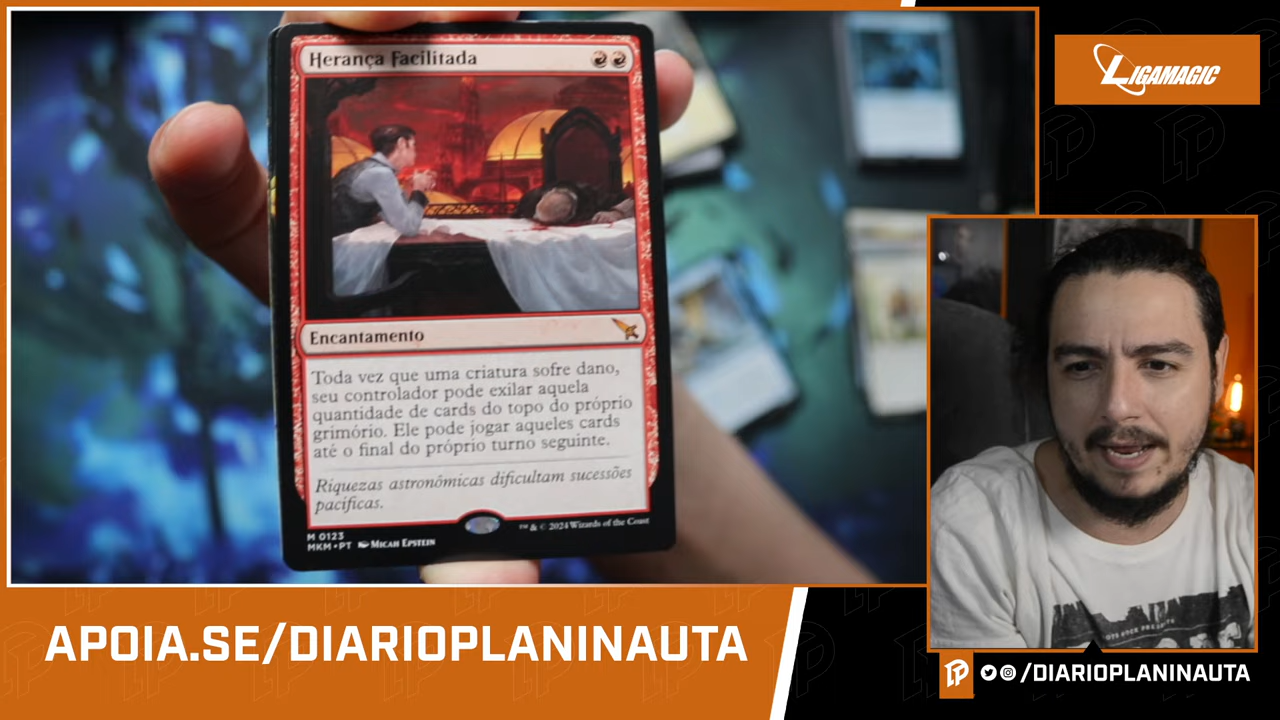 Herança Facilitada
Encantamento
Toda vez que uma criatura sofre dano,
seu controlador pode exilar aquela
quantidade de cards do topo do próprio
grimório. Ele pode jogar aqueles cards
até o final do próprio turno seguinte.
Riquezas astronômicas dificultam sucessões
pacíficas.
M 0123
MKM • PT MICAH EPSTEIN
™ & © 2024 Wizards of the Coast
LIGAMAGIC
APOIA.SE/DIARIOPLANINAUTA
/DIARIOPLANINAUTA